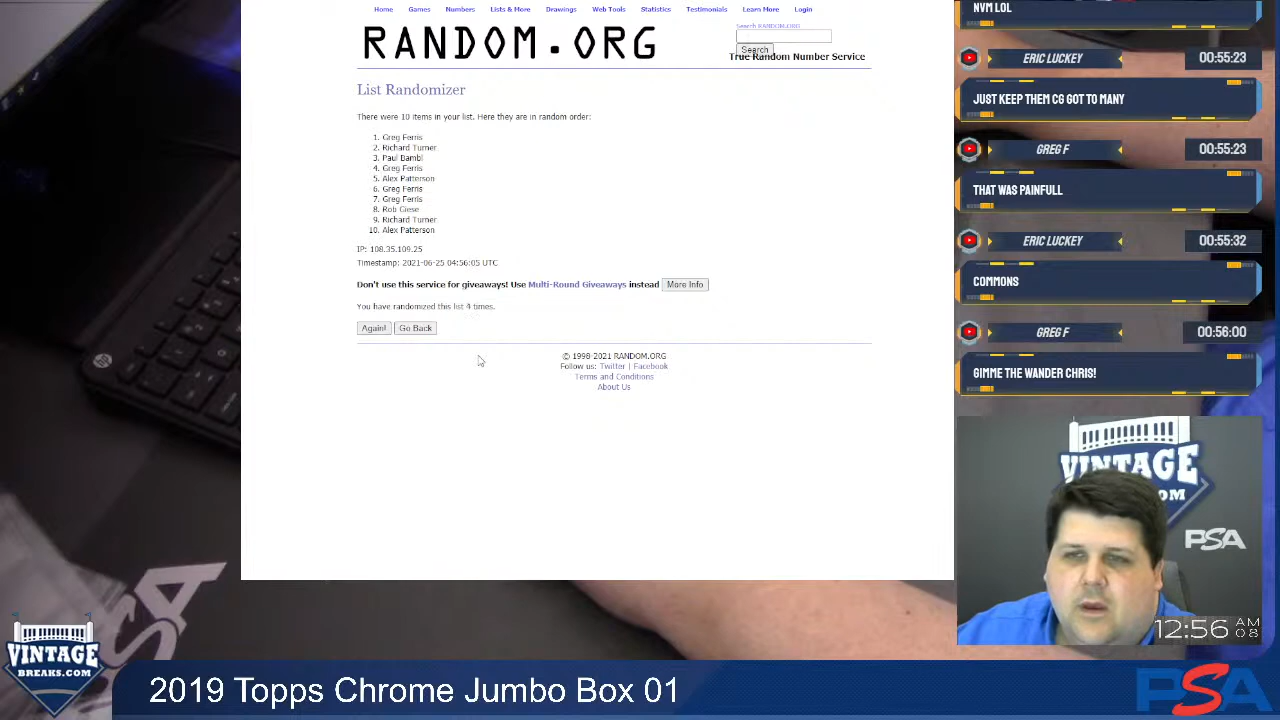 Home Games Numbers Lists & More Drawings Web Tools Statistics Testimonials Learn More Login
RANDOM.ORG
Search RANDOM.ORG
Search
True Random Number Service
List Randomizer
There were 10 items in your list. Here they are in random order:
1. Greg Ferris
2. Richard Turner
3. Paul Bambl
4. Greg Ferris
5. Alex Patterson
6. Greg Ferris
7. Greg Ferris
8. Rob Giese
9. Richard Turner
10. Alex Patterson
IP: 108.35.109.25
Timestamp: 2021-06-25 04:56:05 UTC
Don't use this service for giveaways! Use Multi-Round Giveaways instead More Info
You have randomized this list 4 times.
Again! Go Back
© 1998-2021 RANDOM.ORG
Follow us: Twitter | Facebook
Terms and Conditions
About Us
NVM LOL
ERIC LUCKEY 00:55:23
JUST KEEP THEM CG GOT TO MANY
GREG F 00:55:23
THAT WAS PAINFULL
ERIC LUCKEY 00:55:32
COMMONS
GREG F 00:56:00
GIMME THE WANDER CHRIS!
VINTAGE
PSA
12:56 AM
08
VINTAGE
BREAKS.COM
2019 Topps Chrome Jumbo Box 01
PSA